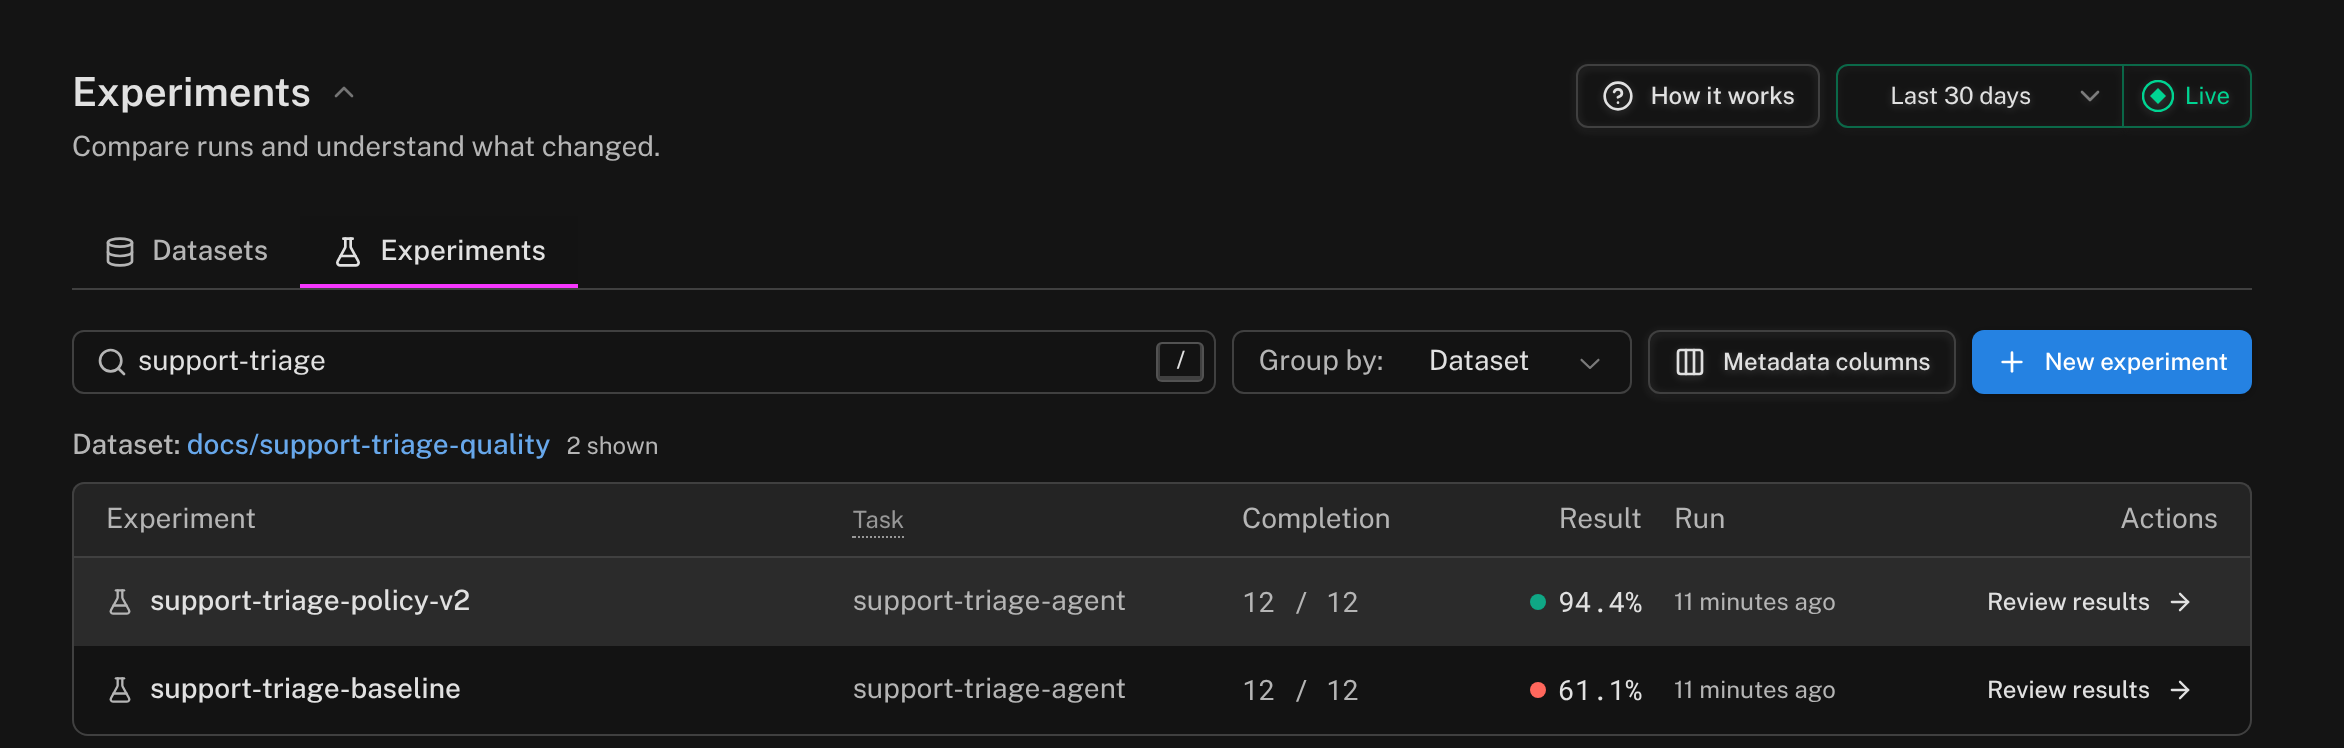 Experiments
How it works
Last 30 days
Live
Compare runs and understand what changed.
Datasets
Experiments
support-triage
/
Group by: Dataset
Metadata columns
New experiment
Dataset: docs/support-triage-quality 2 shown
Experiment Task Completion Result Run Actions
support-triage-policy-v2 support-triage-agent 12 / 12 94.4% 11 minutes ago Review results →
support-triage-baseline support-triage-agent 12 / 12 61.1% 11 minutes ago Review results →